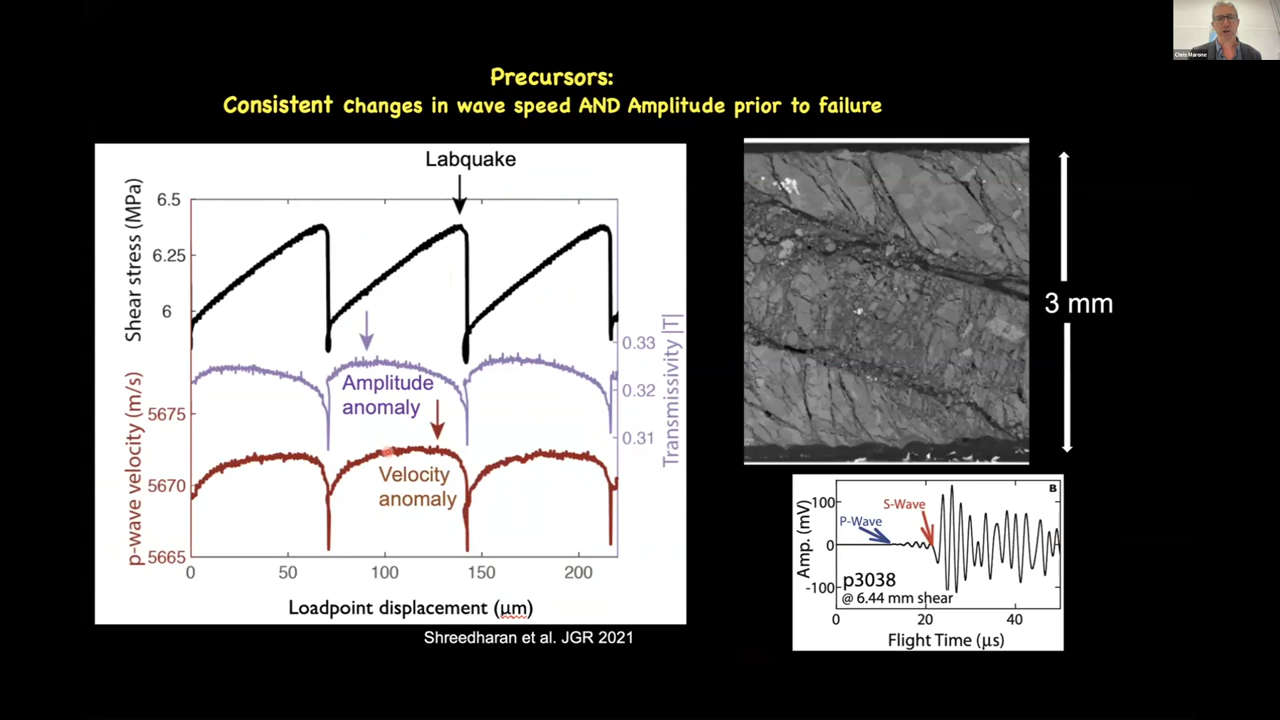 Chris Marone
Precursors:
Consistent changes in wave speed AND Amplitude prior to failure
Labquake
Shear stress (MPa)
6.5
6.25
6
Amplitude
anomaly
0.33
0.32
0.31
Transmissivity |T|
p-wave velocity (m/s)
5675
5670
5665
Velocity
anomaly
0
50
100
150
200
Loadpoint displacement (μm)
Shreedharan et al. JGR 2021
3 mm
B
Amp. (mV)
100
0
-100
P-Wave
S-Wave
p3038
@ 6.44 mm shear
0
20
40
Flight Time (μs)